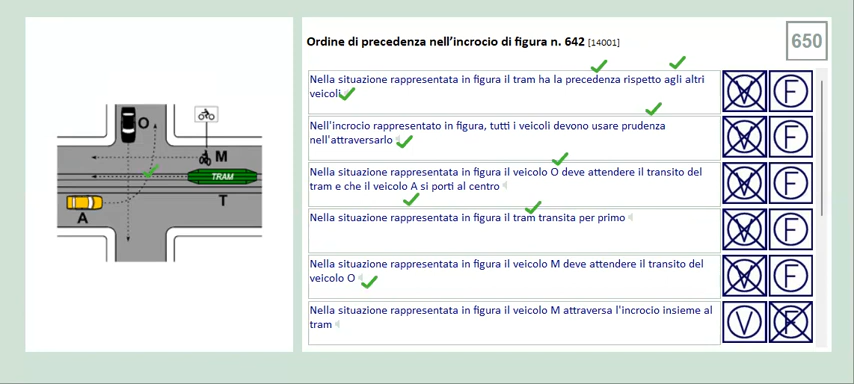 Ordine di precedenza nell'incrocio di figura n. 642 [14001]
650
Nella situazione rappresentata in figura il tram ha la precedenza rispetto agli altri
veicoli
V F
Nell'incrocio rappresentato in figura, tutti i veicoli devono usare prudenza
nell'attraversarlo
V F
Nella situazione rappresentata in figura il veicolo O deve attendere il transito del
tram e che il veicolo A si porti al centro
V F
Nella situazione rappresentata in figura il tram transita per primo
V F
Nella situazione rappresentata in figura il veicolo M deve attendere il transito del
veicolo O
V F
Nella situazione rappresentata in figura il veicolo M attraversa l'incrocio insieme al
tram
V F
O
M
TRAM
T
A